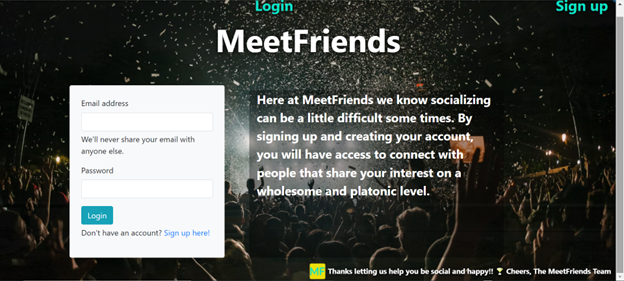 Login
Sign up
MeetFriends
Email address
We'll never share your email with
anyone else.
Password
Login
Don't have an account? Sign up here!
Here at MeetFriends we know socializing
can be a little difficult some times. By
signing up and creating your account,
you will have access to connect with
people that share your interest on a
wholesome and platonic level.
MF Thanks letting us help you be social and happy!! 🏆 Cheers, The MeetFriends Team